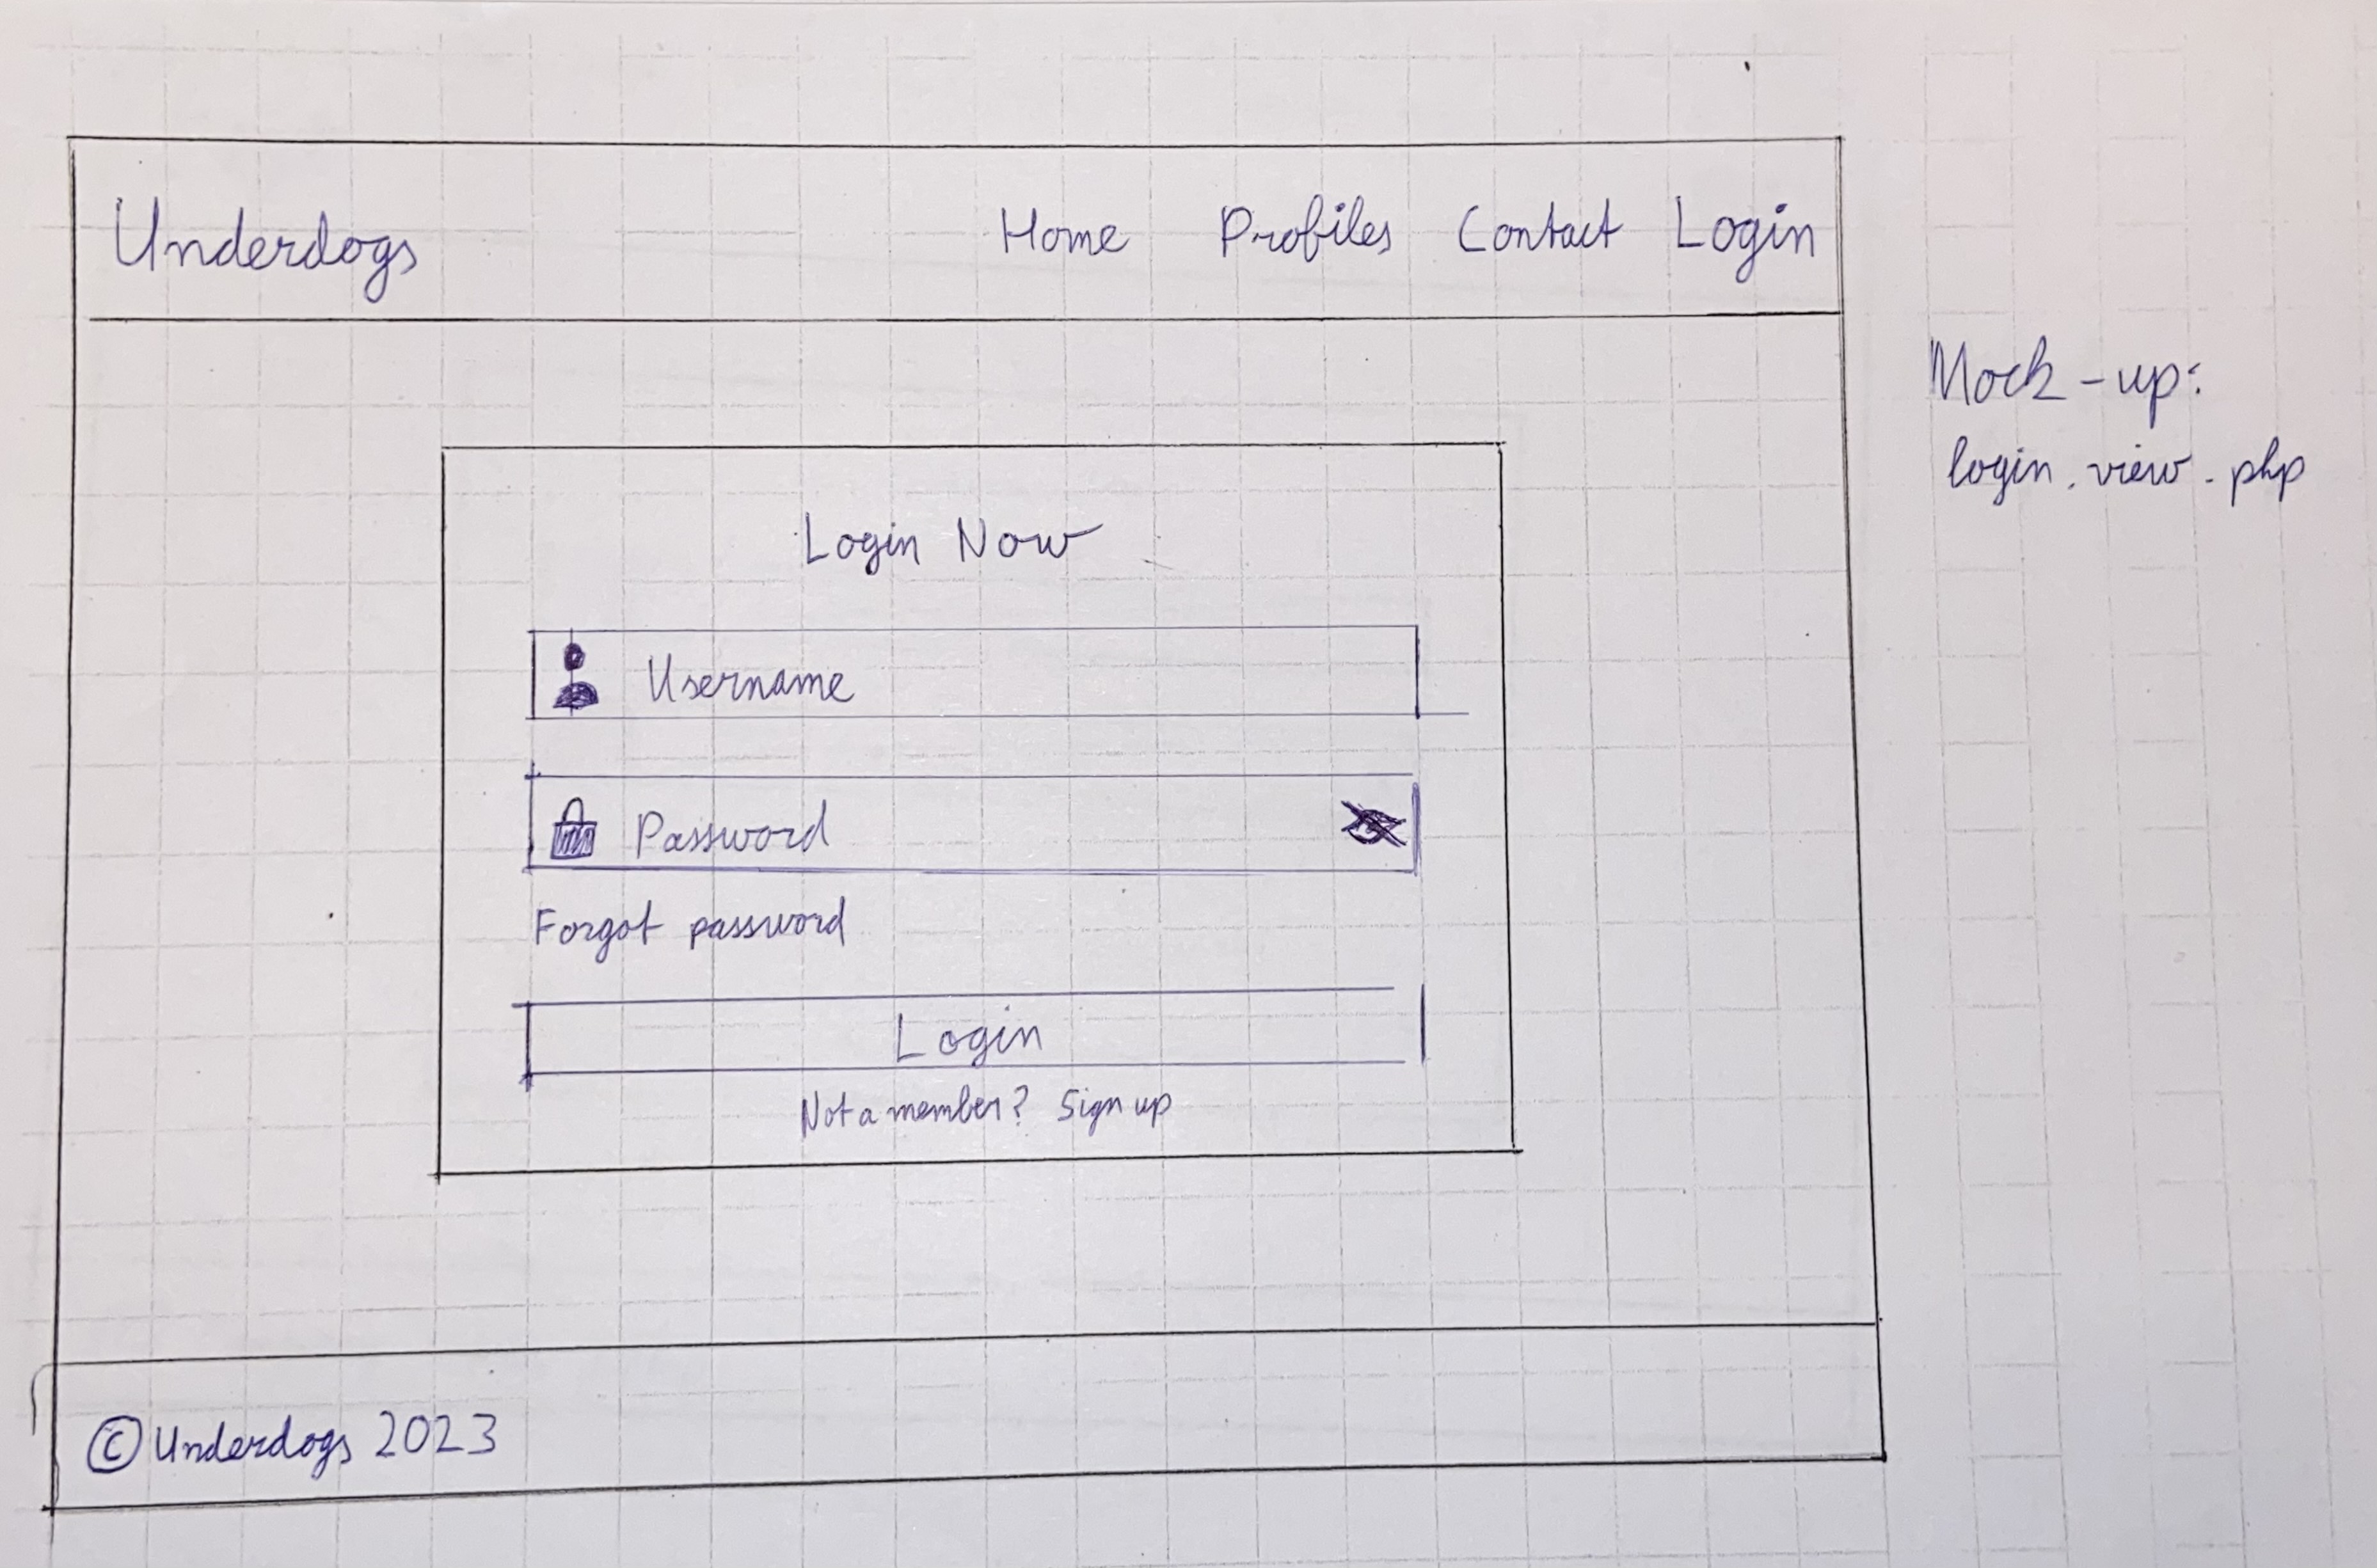 Underdogs Home Profiles Contact Login
Mock-up:
login.view.php
Login Now
Username
Password
Forgot password
Login
Not a member? Sign up
© Underdogs 2023